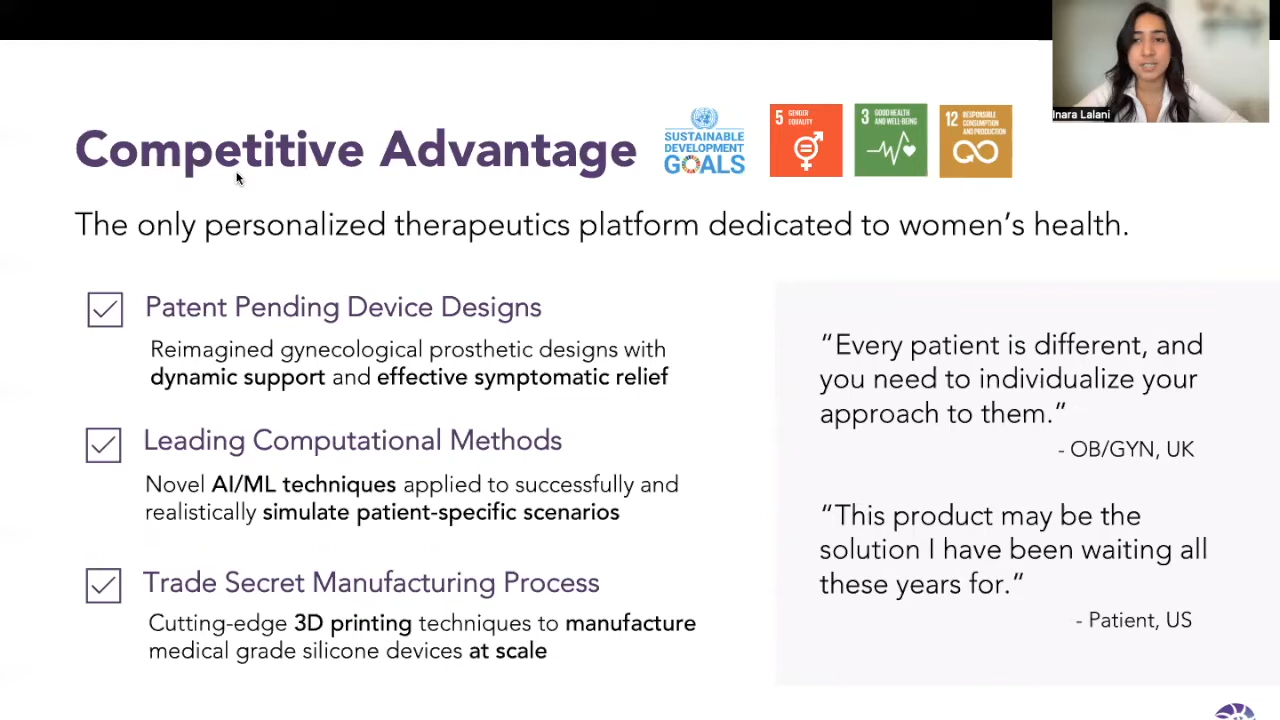 Inara Lalani
Competitive Advantage
SUSTAINABLE
DEVELOPMENT
GOALS
5 GENDER
EQUALITY
3 GOOD HEALTH
AND WELL-BEING
12 RESPONSIBLE
CONSUMPTION
AND PRODUCTION
The only personalized therapeutics platform dedicated to women’s health.
Patent Pending Device Designs
Reimagined gynecological prosthetic designs with
dynamic support and effective symptomatic relief
Leading Computational Methods
Novel AI/ML techniques applied to successfully and
realistically simulate patient-specific scenarios
Trade Secret Manufacturing Process
Cutting-edge 3D printing techniques to manufacture
medical grade silicone devices at scale
“Every patient is different, and
you need to individualize your
approach to them.”
- OB/GYN, UK
“This product may be the
solution I have been waiting all
these years for.”
- Patient, US